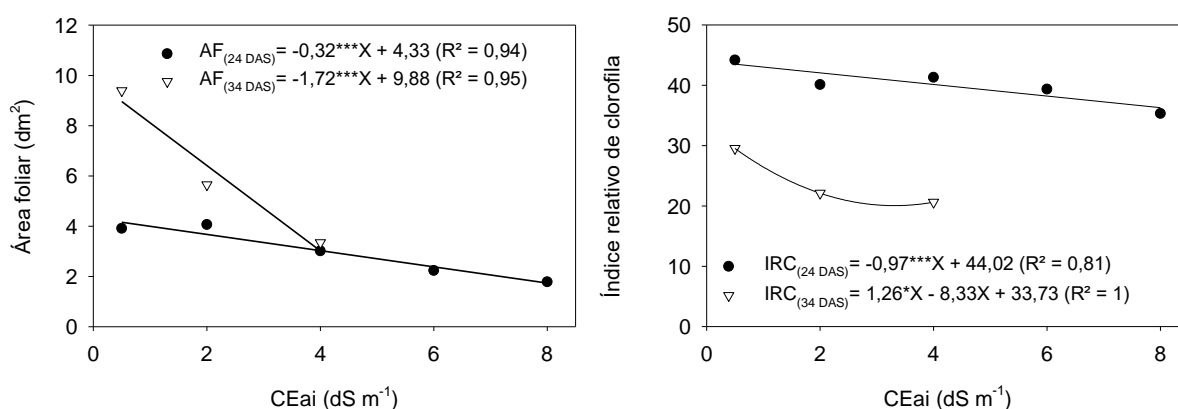 12
10
8
6
4
2
0
Área foliar (dm²)
AF(24 DAS)= -0,32***X + 4,33 (R² = 0,94)
AF(34 DAS)= -1,72***X + 9,88 (R² = 0,95)
0 2 4 6 8
CEai (dS m⁻¹)
50
40
30
20
10
0
Índice relativo de clorofila
IRC(24 DAS)= -0,97***X + 44,02 (R² = 0,81)
IRC(34 DAS)= 1,26*X - 8,33X + 33,73 (R² = 1)
0 2 4 6 8
CEai (dS m⁻¹)